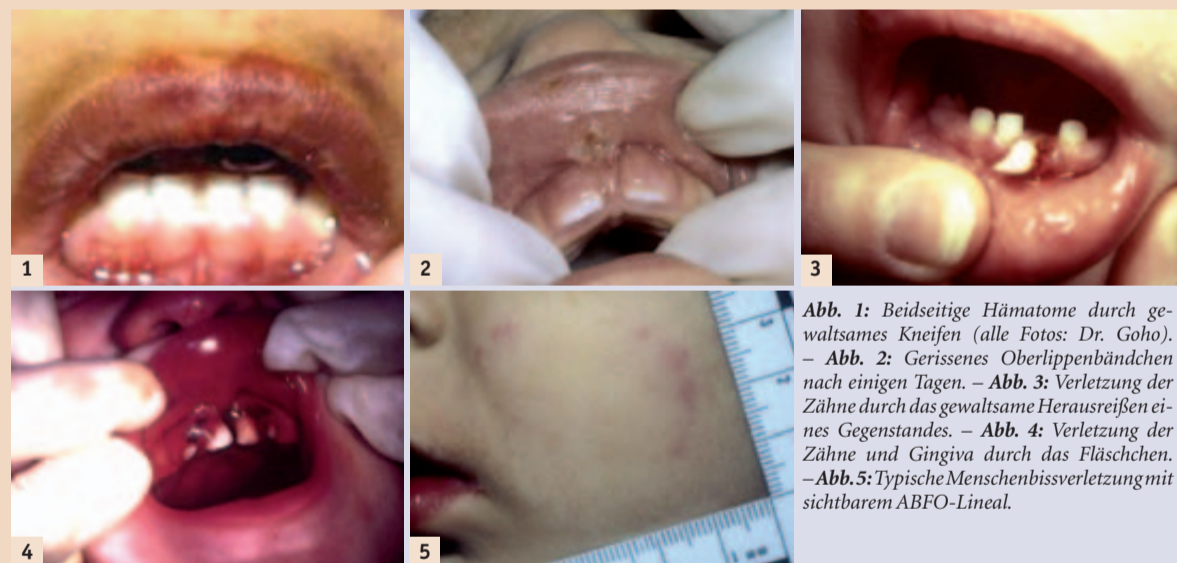 1
2
3
Abb. 1: Beidseitige Hämatome durch ge-
waltsames Kneifen (alle Fotos: Dr. Goho).
– Abb. 2: Gerissenes Oberlippenbändchen
nach einigen Tagen. – Abb. 3: Verletzung der
Zähne durch das gewaltsame Herausreißen ei-
nes Gegenstandes. – Abb. 4: Verletzung der
Zähne und Gingiva durch das Fläschchen.
– Abb. 5: Typische Menschenbissverletzung mit
sichtbarem ABFO-Lineal.
4
5